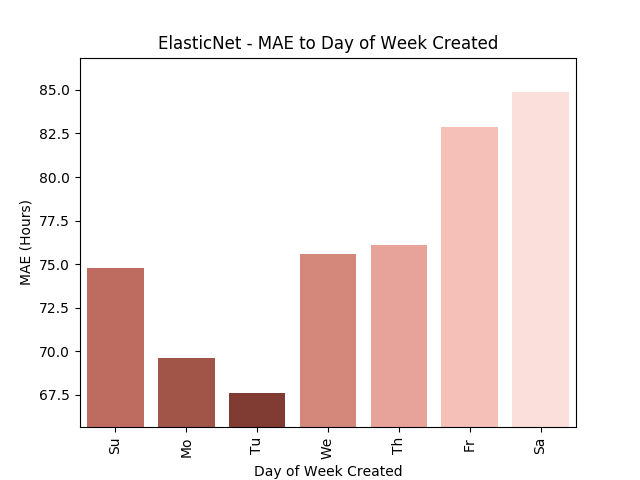 ElasticNet - MAE to Day of Week Created
MAE (Hours)
85.0
82.5
80.0
77.5
75.0
72.5
70.0
67.5
Su
Mo
Tu
We
Th
Fr
Sa
Day of Week Created